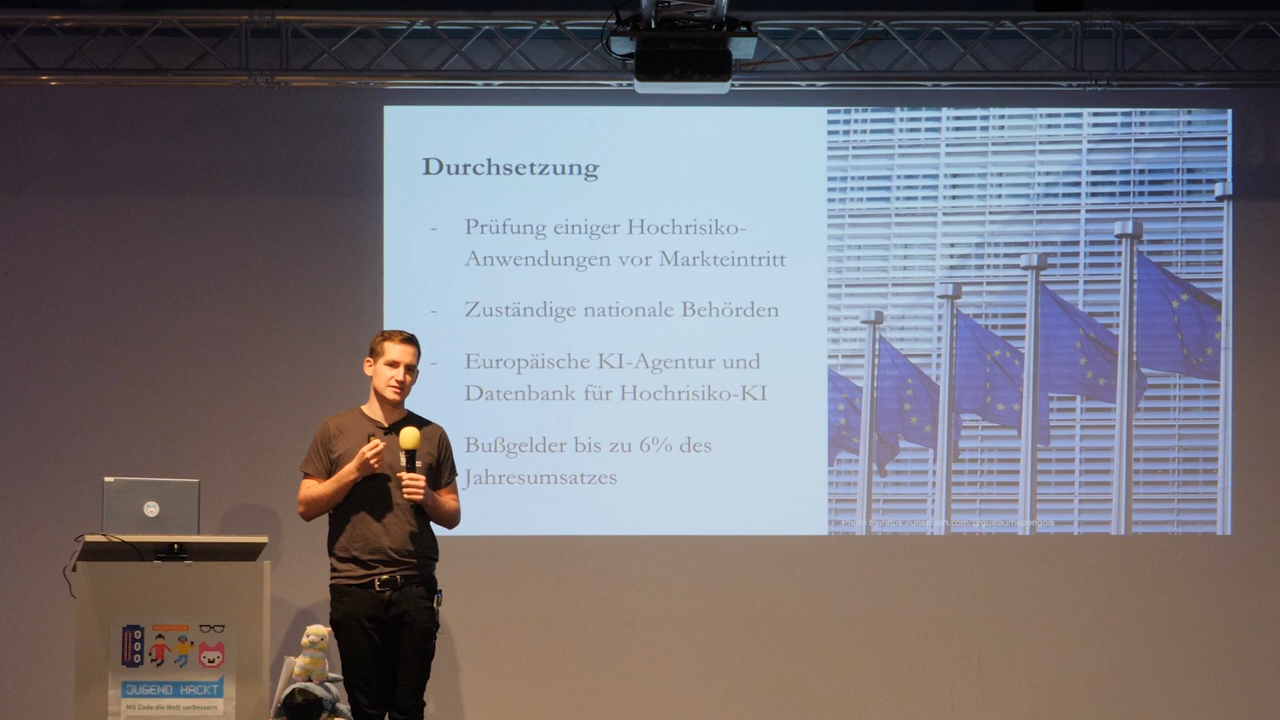 Durchsetzung
- Prüfung einiger Hochrisiko-
Anwendungen vor Markteintritt
- Zuständige nationale Behörden
- Europäische KI-Agentur und
Datenbank für Hochrisiko-KI
Bußgelder bis zu 6% des
Jahresumsatzes
JUGEND HACKT
Mit Code die Welt verbessern